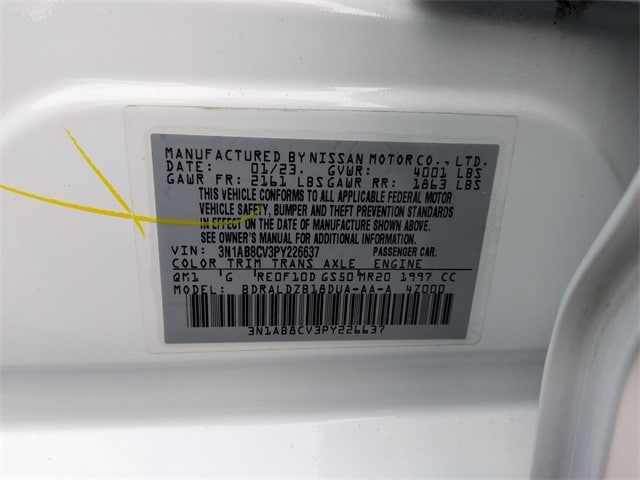 MANUFACTURED BY NISSAN MOTOR CO., LTD.
DATE: 01/23. GVWR: 4001 LBS
GAWR FR: 2161 LBS GAWR RR: 1863 LBS
THIS VEHICLE CONFORMS TO ALL APPLICABLE FEDERAL MOTOR
VEHICLE SAFETY, BUMPER AND THEFT PREVENTION STANDARDS
IN EFFECT ON THE DATE OF MANUFACTURE SHOWN ABOVE.
SEE OWNER'S MANUAL FOR ADDITIONAL INFORMATION.
VIN: 3N1AB8CV3PY226637 PASSENGER CAR.
COLOR TRIM TRANS AXLE ENGINE
QM1 G RE0F10D GS50 MR20 1997 CC
MODEL: BDRALDZB18DUA-AA-A 4Z000
3N1AB8CV3PY226637